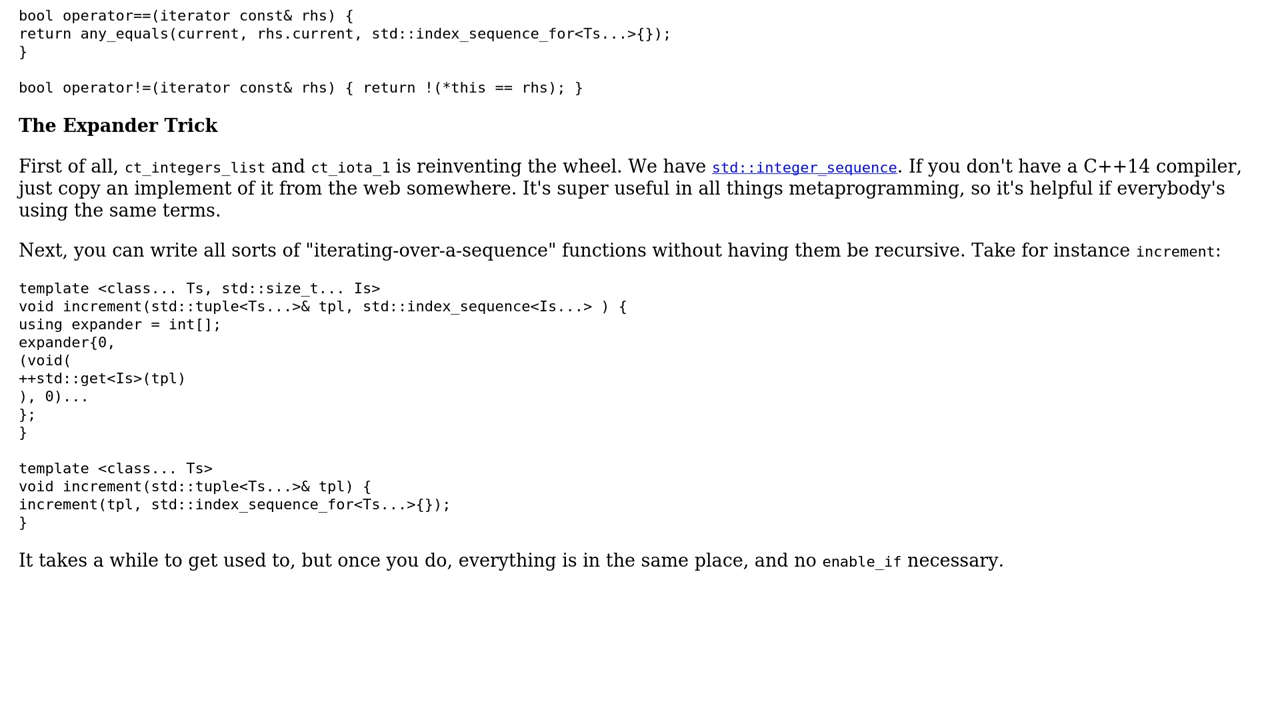 bool operator==(iterator const& rhs) {
return any_equals(current, rhs.current, std::index_sequence_for<Ts...>{});
}
bool operator!=(iterator const& rhs) { return !(*this == rhs); }
The Expander Trick
First of all, ct_integers_list and ct_iota_1 is reinventing the wheel. We have std::integer_sequence. If you don't have a C++14 compiler,
just copy an implement of it from the web somewhere. It's super useful in all things metaprogramming, so it's helpful if everybody's
using the same terms.
Next, you can write all sorts of "iterating-over-a-sequence" functions without having them be recursive. Take for instance increment:
template <class... Ts, std::size_t... Is>
void increment(std::tuple<Ts...>& tpl, std::index_sequence<Is...> ) {
using expander = int[];
expander{0,
(void(
++std::get<Is>(tpl)
), 0)...
};
}
template <class... Ts>
void increment(std::tuple<Ts...>& tpl) {
increment(tpl, std::index_sequence_for<Ts...>{});
}
It takes a while to get used to, but once you do, everything is in the same place, and no enable_if necessary.